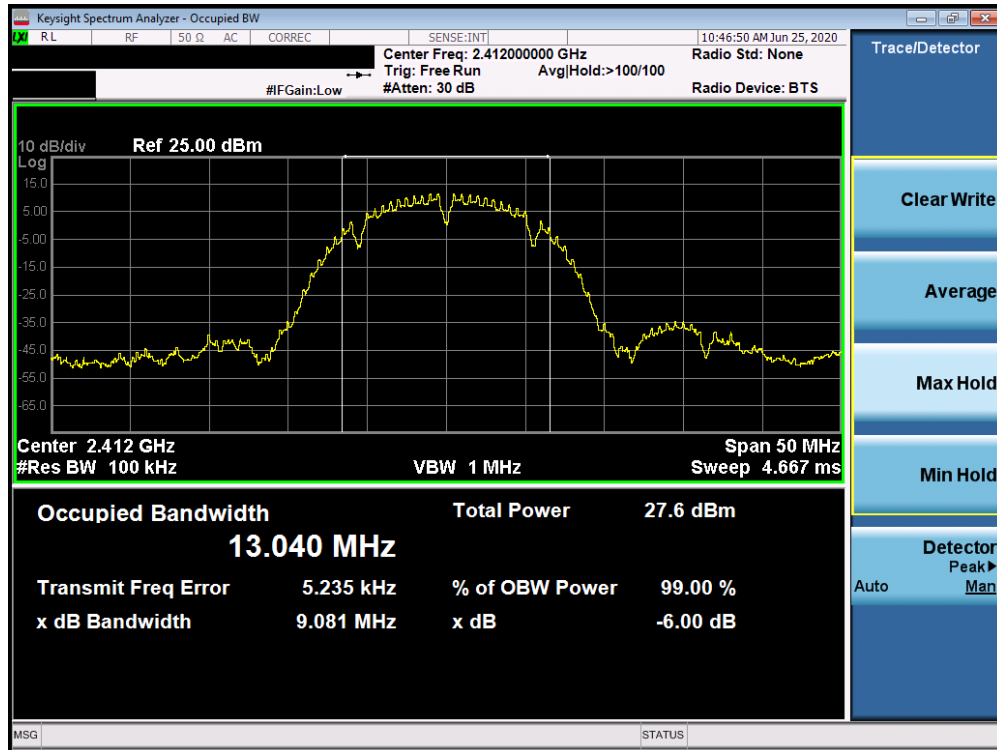 Keysight Spectrum Analyzer - Occupied BW
LXI RL RF 50 Ω AC CORREC SENSE:INT 10:46:50 AM Jun 25, 2020
Center Freq: 2.412000000 GHz Radio Std: None
Trig: Free Run Avg|Hold:>100/100
#IFGain:Low #Atten: 30 dB Radio Device: BTS
Trace/Detector
10 dB/div Ref 25.00 dBm
Log
15.0
5.00
-5.00
-15.0
-25.0
-35.0
-45.0
-55.0
-65.0
Center 2.412 GHz Span 50 MHz
#Res BW 100 kHz VBW 1 MHz Sweep 4.667 ms
Occupied Bandwidth Total Power 27.6 dBm
13.040 MHz
Transmit Freq Error 5.235 kHz % of OBW Power 99.00 %
x dB Bandwidth 9.081 MHz x dB -6.00 dB
Clear Write
Average
Max Hold
Min Hold
Detector
Peak▶
Auto Man
MSG STATUS